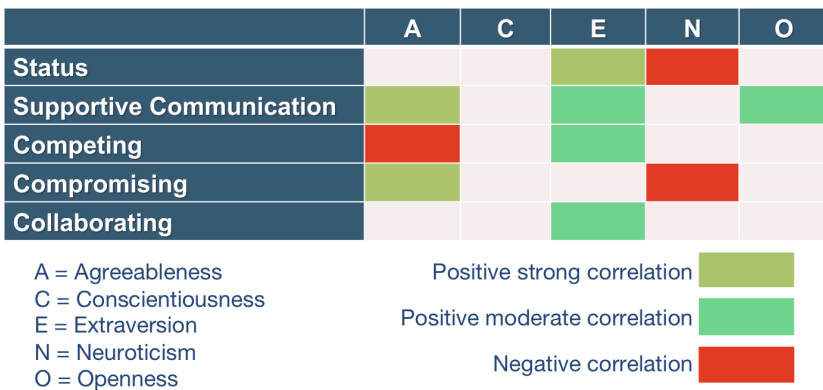 A C E N O
Status
Supportive Communication
Competing
Compromising
Collaborating
A = Agreeableness
C = Conscientiousness
E = Extraversion
N = Neuroticism
O = Openness
Positive strong correlation
Positive moderate correlation
Negative correlation